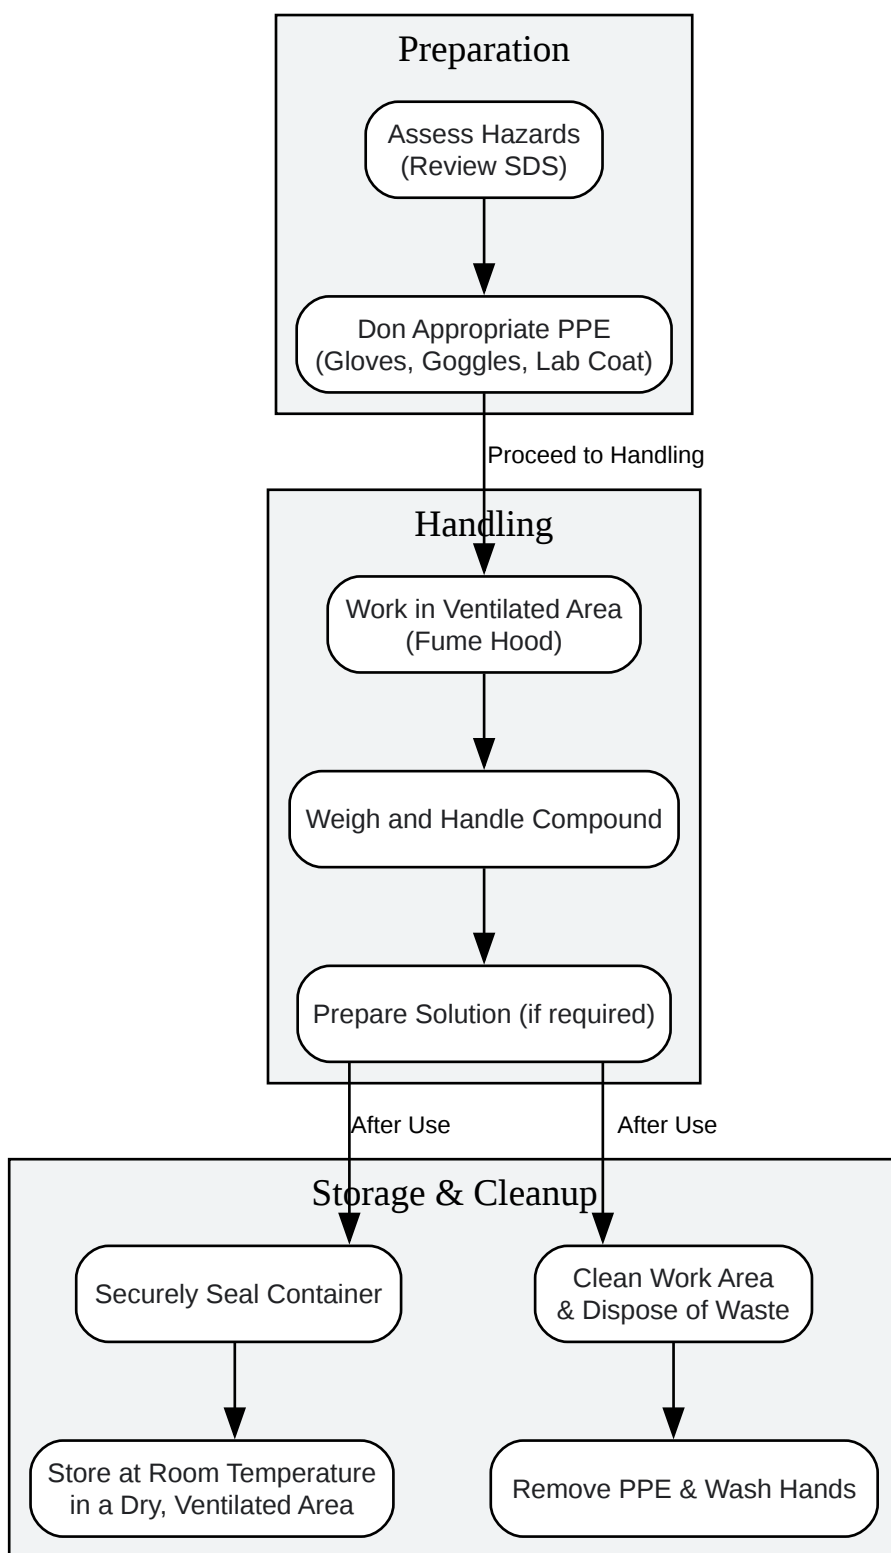 Preparation
Assess Hazards
(Review SDS)
Don Appropriate PPE
(Gloves, Goggles, Lab Coat)
Proceed to Handling
Handling
Work in Ventilated Area
(Fume Hood)
Weigh and Handle Compound
Prepare Solution (if required)
After Use
After Use
Storage & Cleanup
Securely Seal Container
Clean Work Area
& Dispose of Waste
Store at Room Temperature
in a Dry, Ventilated Area
Remove PPE & Wash Hands